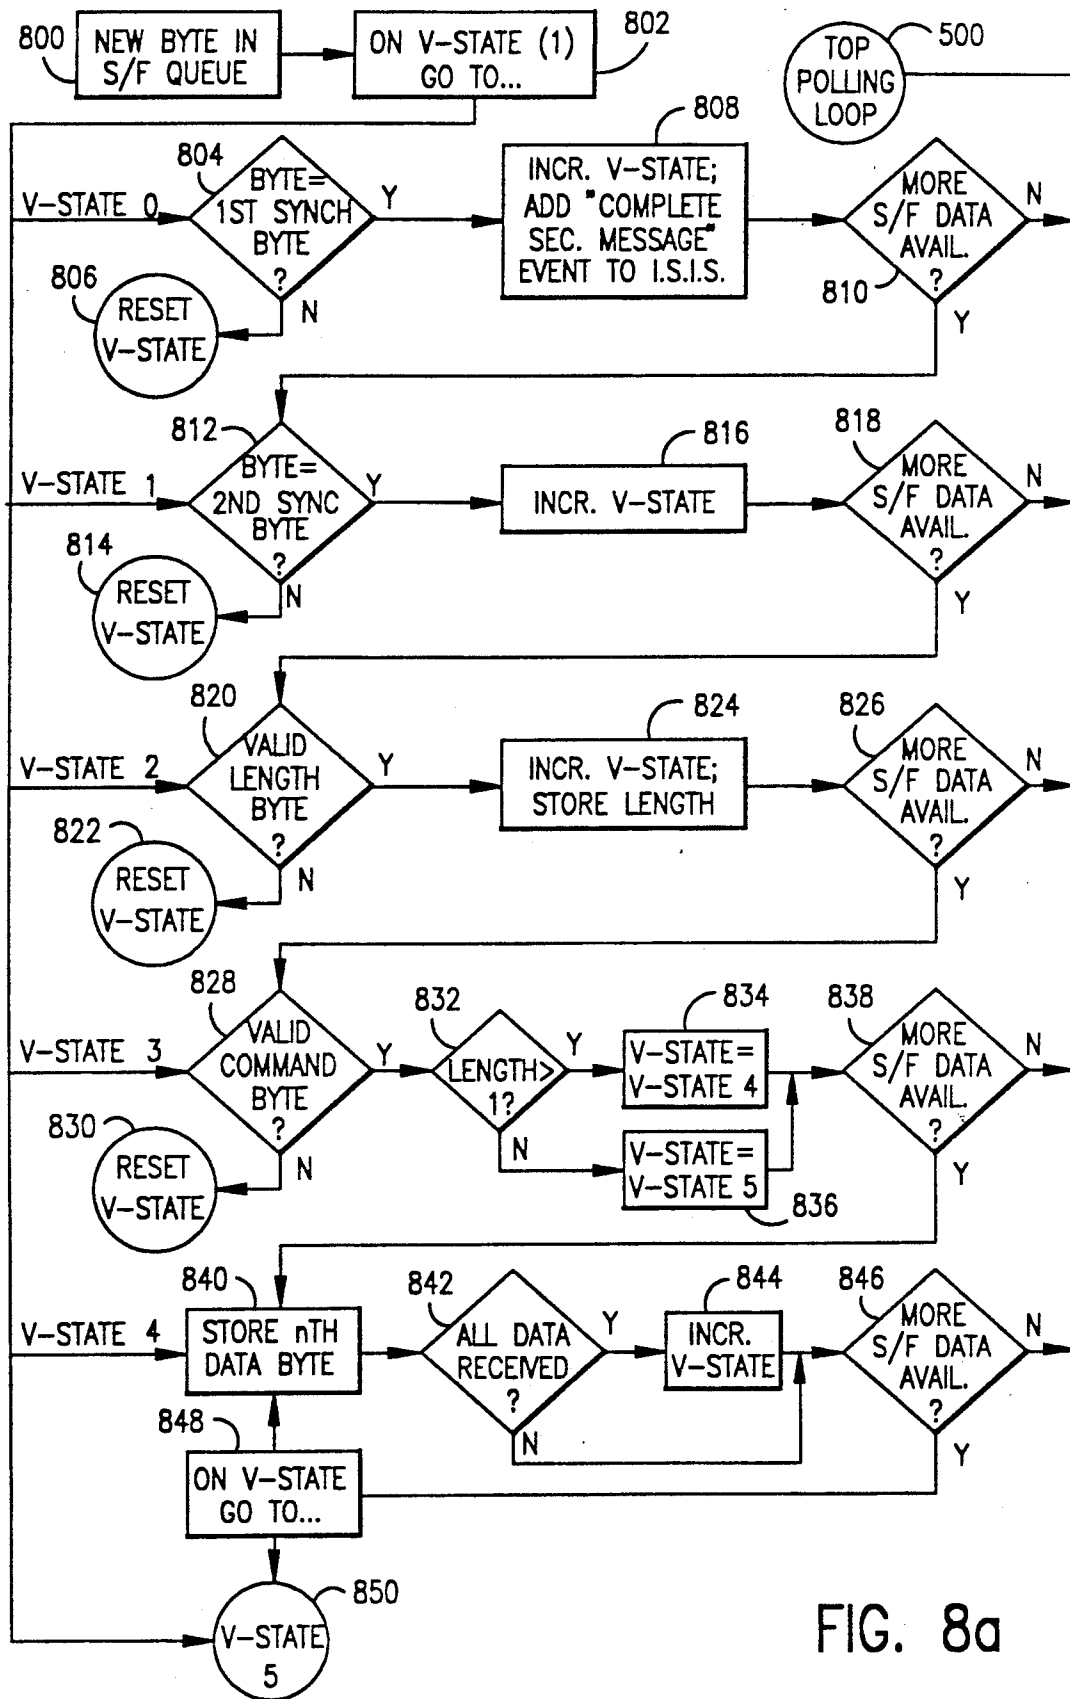 800
NEW BYTE IN
S/F QUEUE
ON V-STATE (1)
GO TO...
802
TOP
POLLING
LOOP
500
804
BYTE=
1ST SYNCH
BYTE
?
Y
N
V-STATE 0
806
RESET
V-STATE
808
INCR. V-STATE;
ADD "COMPLETE
SEC. MESSAGE"
EVENT TO I.S.I.S.
MORE
S/F DATA
AVAIL.
?
810
N
Y
812
V-STATE 1
BYTE=
2ND SYNC
BYTE
?
Y
N
814
RESET
V-STATE
816
INCR. V-STATE
818
MORE
S/F DATA
AVAIL.
?
N
Y
820
V-STATE 2
VALID
LENGTH
BYTE
?
Y
N
822
RESET
V-STATE
824
INCR. V-STATE;
STORE LENGTH
826
MORE
S/F DATA
AVAIL.
?
N
Y
828
V-STATE 3
VALID
COMMAND
BYTE
?
Y
N
830
RESET
V-STATE
832
LENGTH>
1?
Y
N
834
V-STATE=
V-STATE 4
V-STATE=
V-STATE 5
836
838
MORE
S/F DATA
AVAIL.
?
N
Y
840
V-STATE 4
STORE nTH
DATA BYTE
842
ALL DATA
RECEIVED
?
Y
N
844
INCR.
V-STATE
846
MORE
S/F DATA
AVAIL.
?
N
Y
848
ON V-STATE
GO TO...
850
V-STATE
5
FIG. 8a